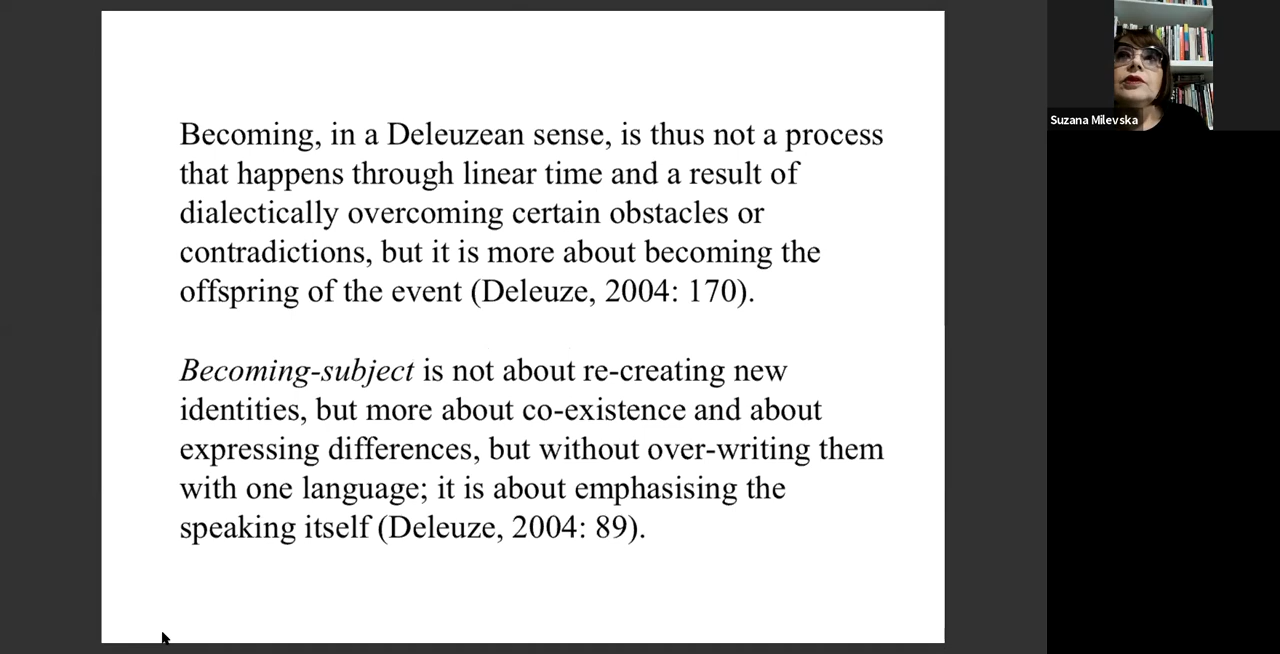 Becoming, in a Deleuzean sense, is thus not a process
that happens through linear time and a result of
dialectically overcoming certain obstacles or
contradictions, but it is more about becoming the
offspring of the event (Deleuze, 2004: 170).
Becoming-subject is not about re-creating new
identities, but more about co-existence and about
expressing differences, but without over-writing them
with one language; it is about emphasising the
speaking itself (Deleuze, 2004: 89).
Suzana Milevska